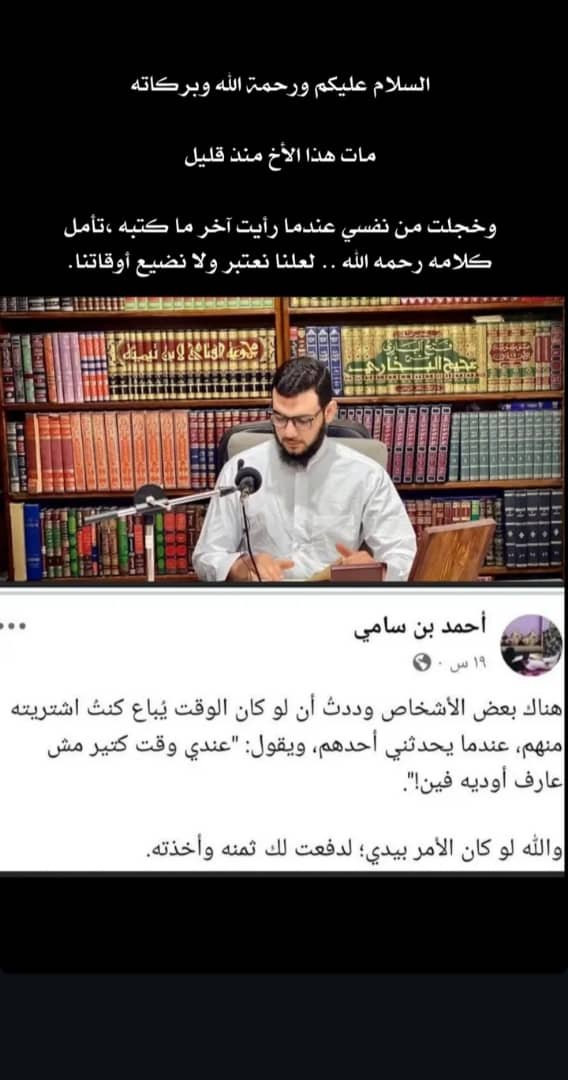 السلام عليكم ورحمة الله وبركاته
مات هذا الأخ منذ قليل
وخجلت من نفسي عندما رأيت آخر ما كتبه ،تأمل
كلامه رحمه الله .. لعلنا نعتبر ولا نضيع أوقاتنا.
فتح الباري
صحيح البخاري
أحمد بن سامي
١٩ س ·
هناك بعض الأشخاص وددتُ أن لو كان الوقت يُباع كنتُ اشتريته
منهم، عندما يحدثني أحدهم، ويقول: "عندي وقت كتير مش
عارف أوديه فين!".
والله لو كان الأمر بيدي؛ لدفعت لك ثمنه وأخذته.